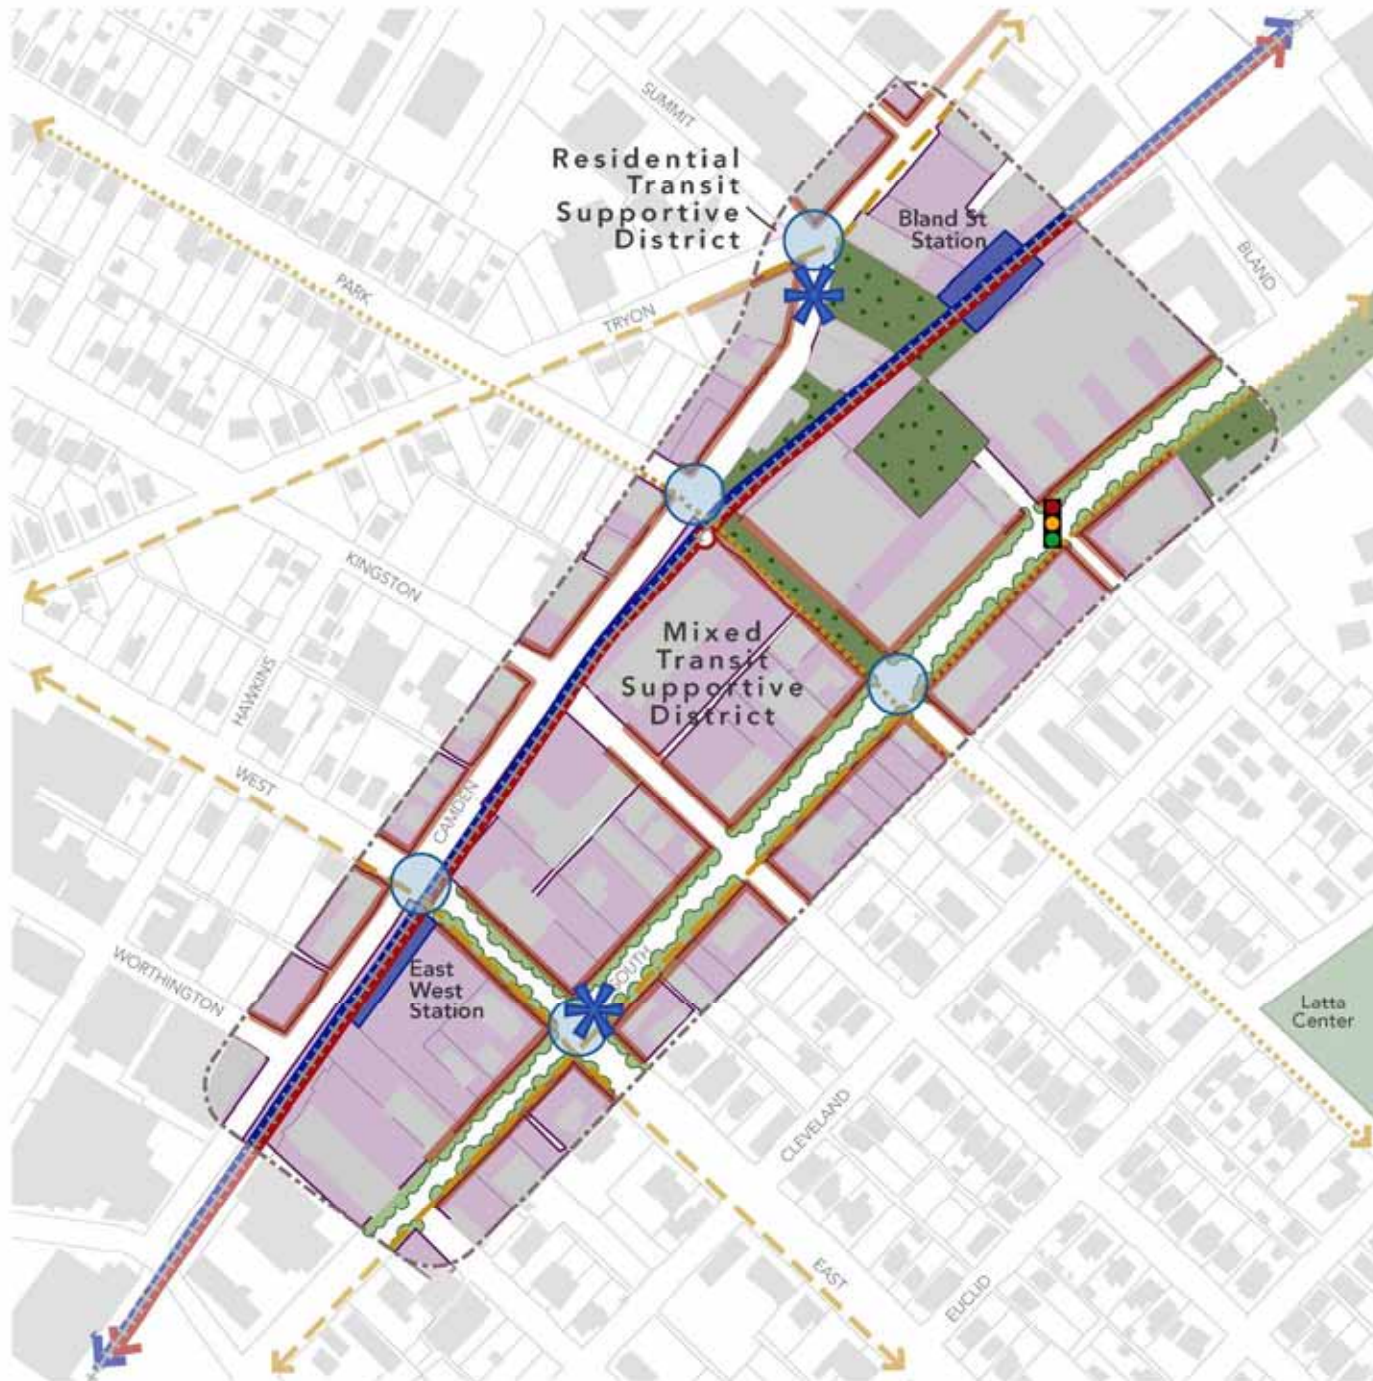 SUMMIT
Residential
Transit
Supportive
District
Bland St
Station
BLAND
PARK
TRYON
KINGSTON
Mixed
Transit
Supportive
District
HAWKINS
WEST
CAMDEN
WORTHINGTON
East
West
Station
SOUTH
Latta
Center
CLEVELAND
EAST
EUCLID